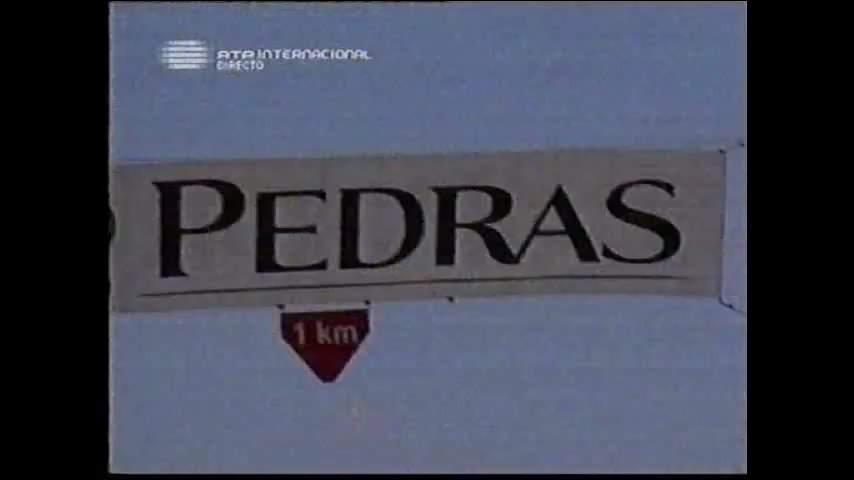 RTP INTERNACIONAL
DIRECTO
PEDRAS
1 km